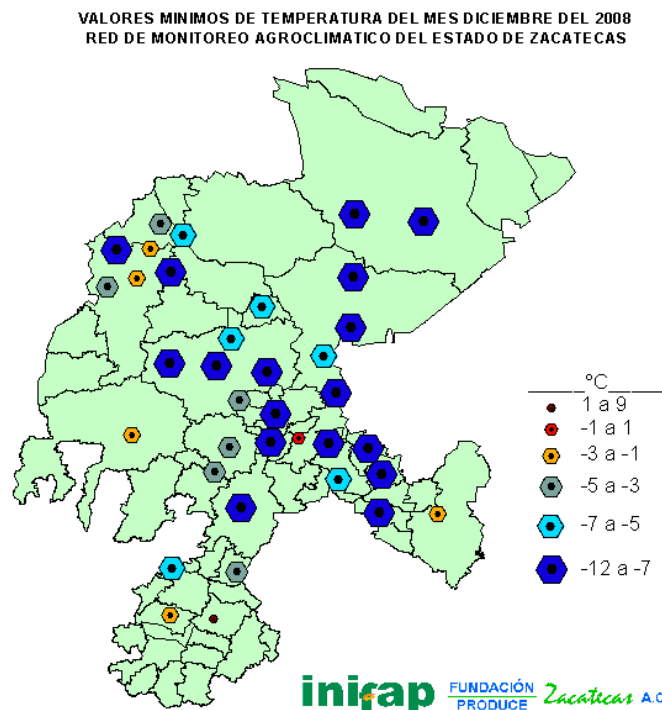 VALORES MINIMOS DE TEMPERATURA DEL MES DICIEMBRE DEL 2008
RED DE MONITOREO AGROCLIMATICO DEL ESTADO DE ZACATECAS
°C
1 a 9
-1 a 1
-3 a -1
-5 a -3
-7 a -5
-12 a -7
inifap
FUNDACIÓN
PRODUCE
Zacatecas A.C